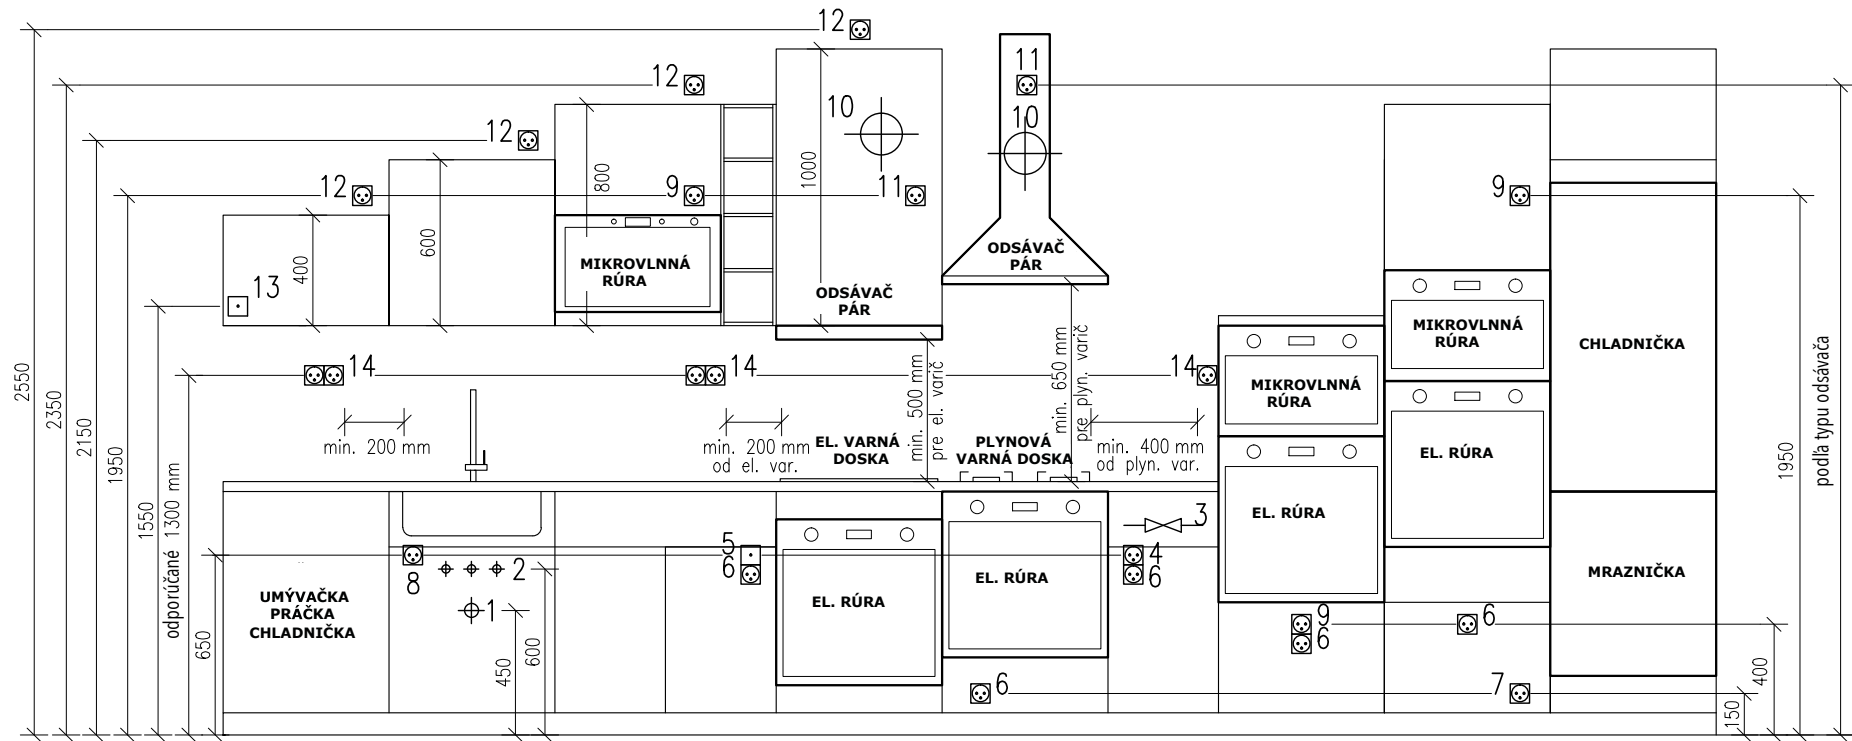 12
11
12
10
10
12
800
1000
12
9
11
9
600
400
13
MIKROVLNNÁ
RÚRA
ODSÁVAČ
PÁR
ODSÁVAČ
PÁR
MIKROVLNNÁ
RÚRA
CHLADNIČKA
14
14
14
MIKROVLNNÁ
RÚRA
2550
2350
2150
1950
1550
odporúčané 1300 mm
650
min. 200 mm
min. 200 mm
od el. var.
EL. VARNÁ
DOSKA
min. 500 mm
pre el. varič
PLYNOVÁ
VARNÁ DOSKA
min. 650 mm
pre plyn. varič
min. 400 mm
od plyn. var.
EL. RÚRA
EL. RÚRA
3
5
6
4
6
8
2
1
UMÝVAČKA
PRÁČKA
CHLADNIČKA
450
600
EL. RÚRA
EL. RÚRA
MRAZNIČKA
9
6
6
6
7
150
400
1950
podľa typu odsávača